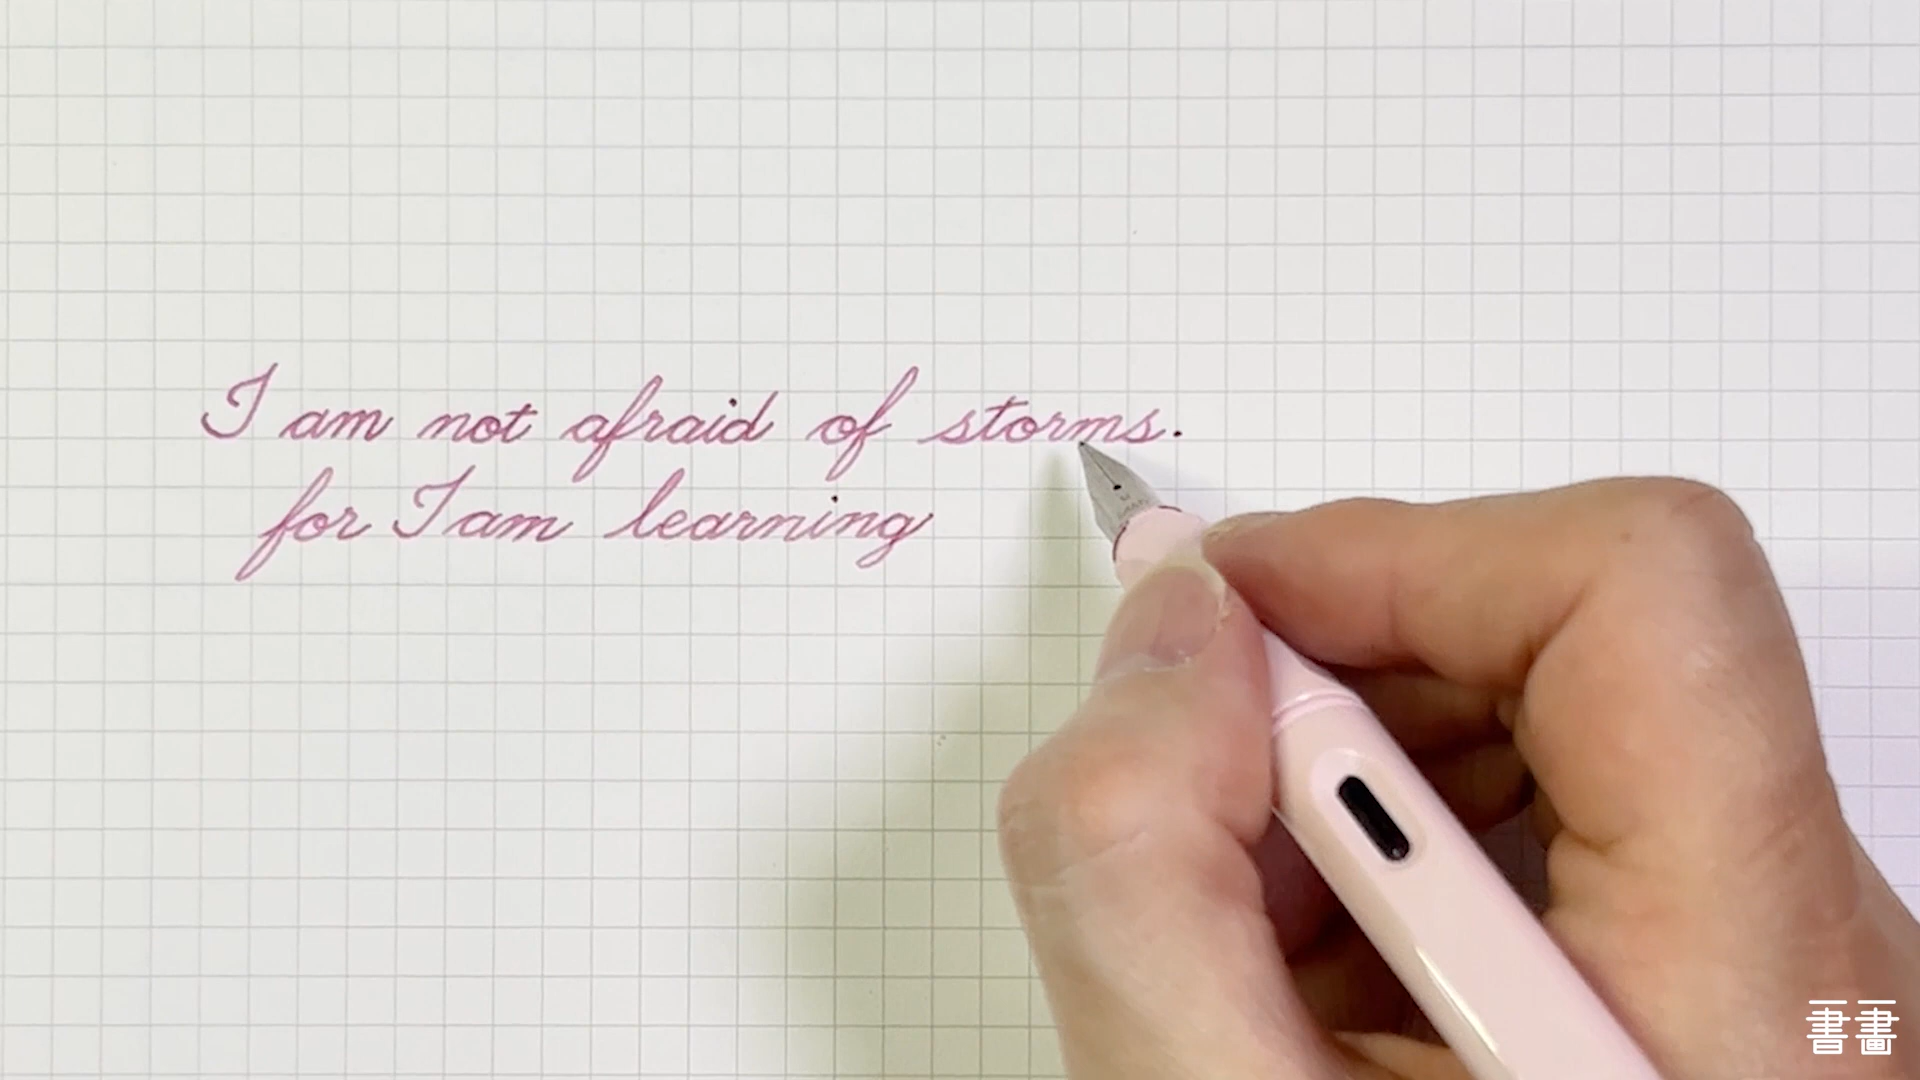 I am not afraid of storms.
for I am learning
書畫